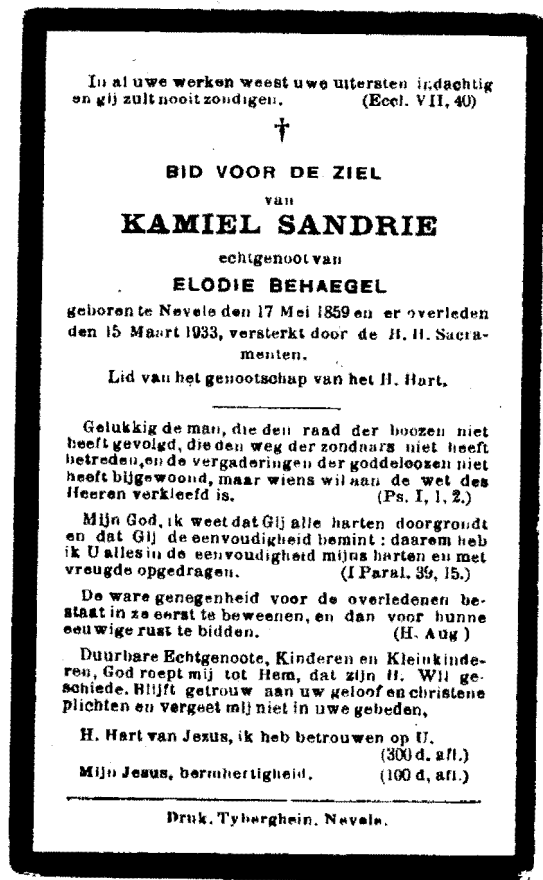 In al uwe werken weest uwe uitersten indachtig
en gij zult nooit zondigen. (Eccl. VII, 40)
†
BID VOOR DE ZIEL
van
KAMIEL SANDRIE
echtgenoot van
ELODIE BEHAEGEL
geboren te Nevele den 17 Mei 1859 en er overleden
den 15 Maart 1933, versterkt door de H. H. Sacra-
menten.
Lid van het genootschap van het H. Hart.
Gelukkig de man, die den raad der boozen niet
heeft gevolgd, die den weg der zondaars niet heeft
betreden, en de vergaderingen der goddeloozen niet
heeft bijgewoond, maar wiens wil aan de wet des
Heeren verkleefd is. (Ps. I, 1, 2.)
Mijn God, ik weet dat Gij alle harten doorgrondt
en dat Gij de eenvoudigheid bemint : daarem heb
ik U alles in de eenvoudigheid mijns harten en met
vreugde opgedragen. (I Paral. 39, 15.)
De ware genegenheid voor de overledenen be-
staat in ze eerst te beweenen, en dan voor hunne
eeuwige rust te bidden. (H. Aug )
Duurbare Echtgenoote, Kinderen en Kleinkinde-
ren, God roept mij tot Hem, dat zijn H. Wil ge-
schiede. Blijft getrouw aan uw geloof en christene
plichten en vergeet mij niet in uwe gebeden,
H. Hart van Jezus, ik heb betrouwen op U.
(300 d. afl.)
Mijn Jesus, bermhertigheid. (100 d, afl.)
Druk. Tyberghein. Nevele.